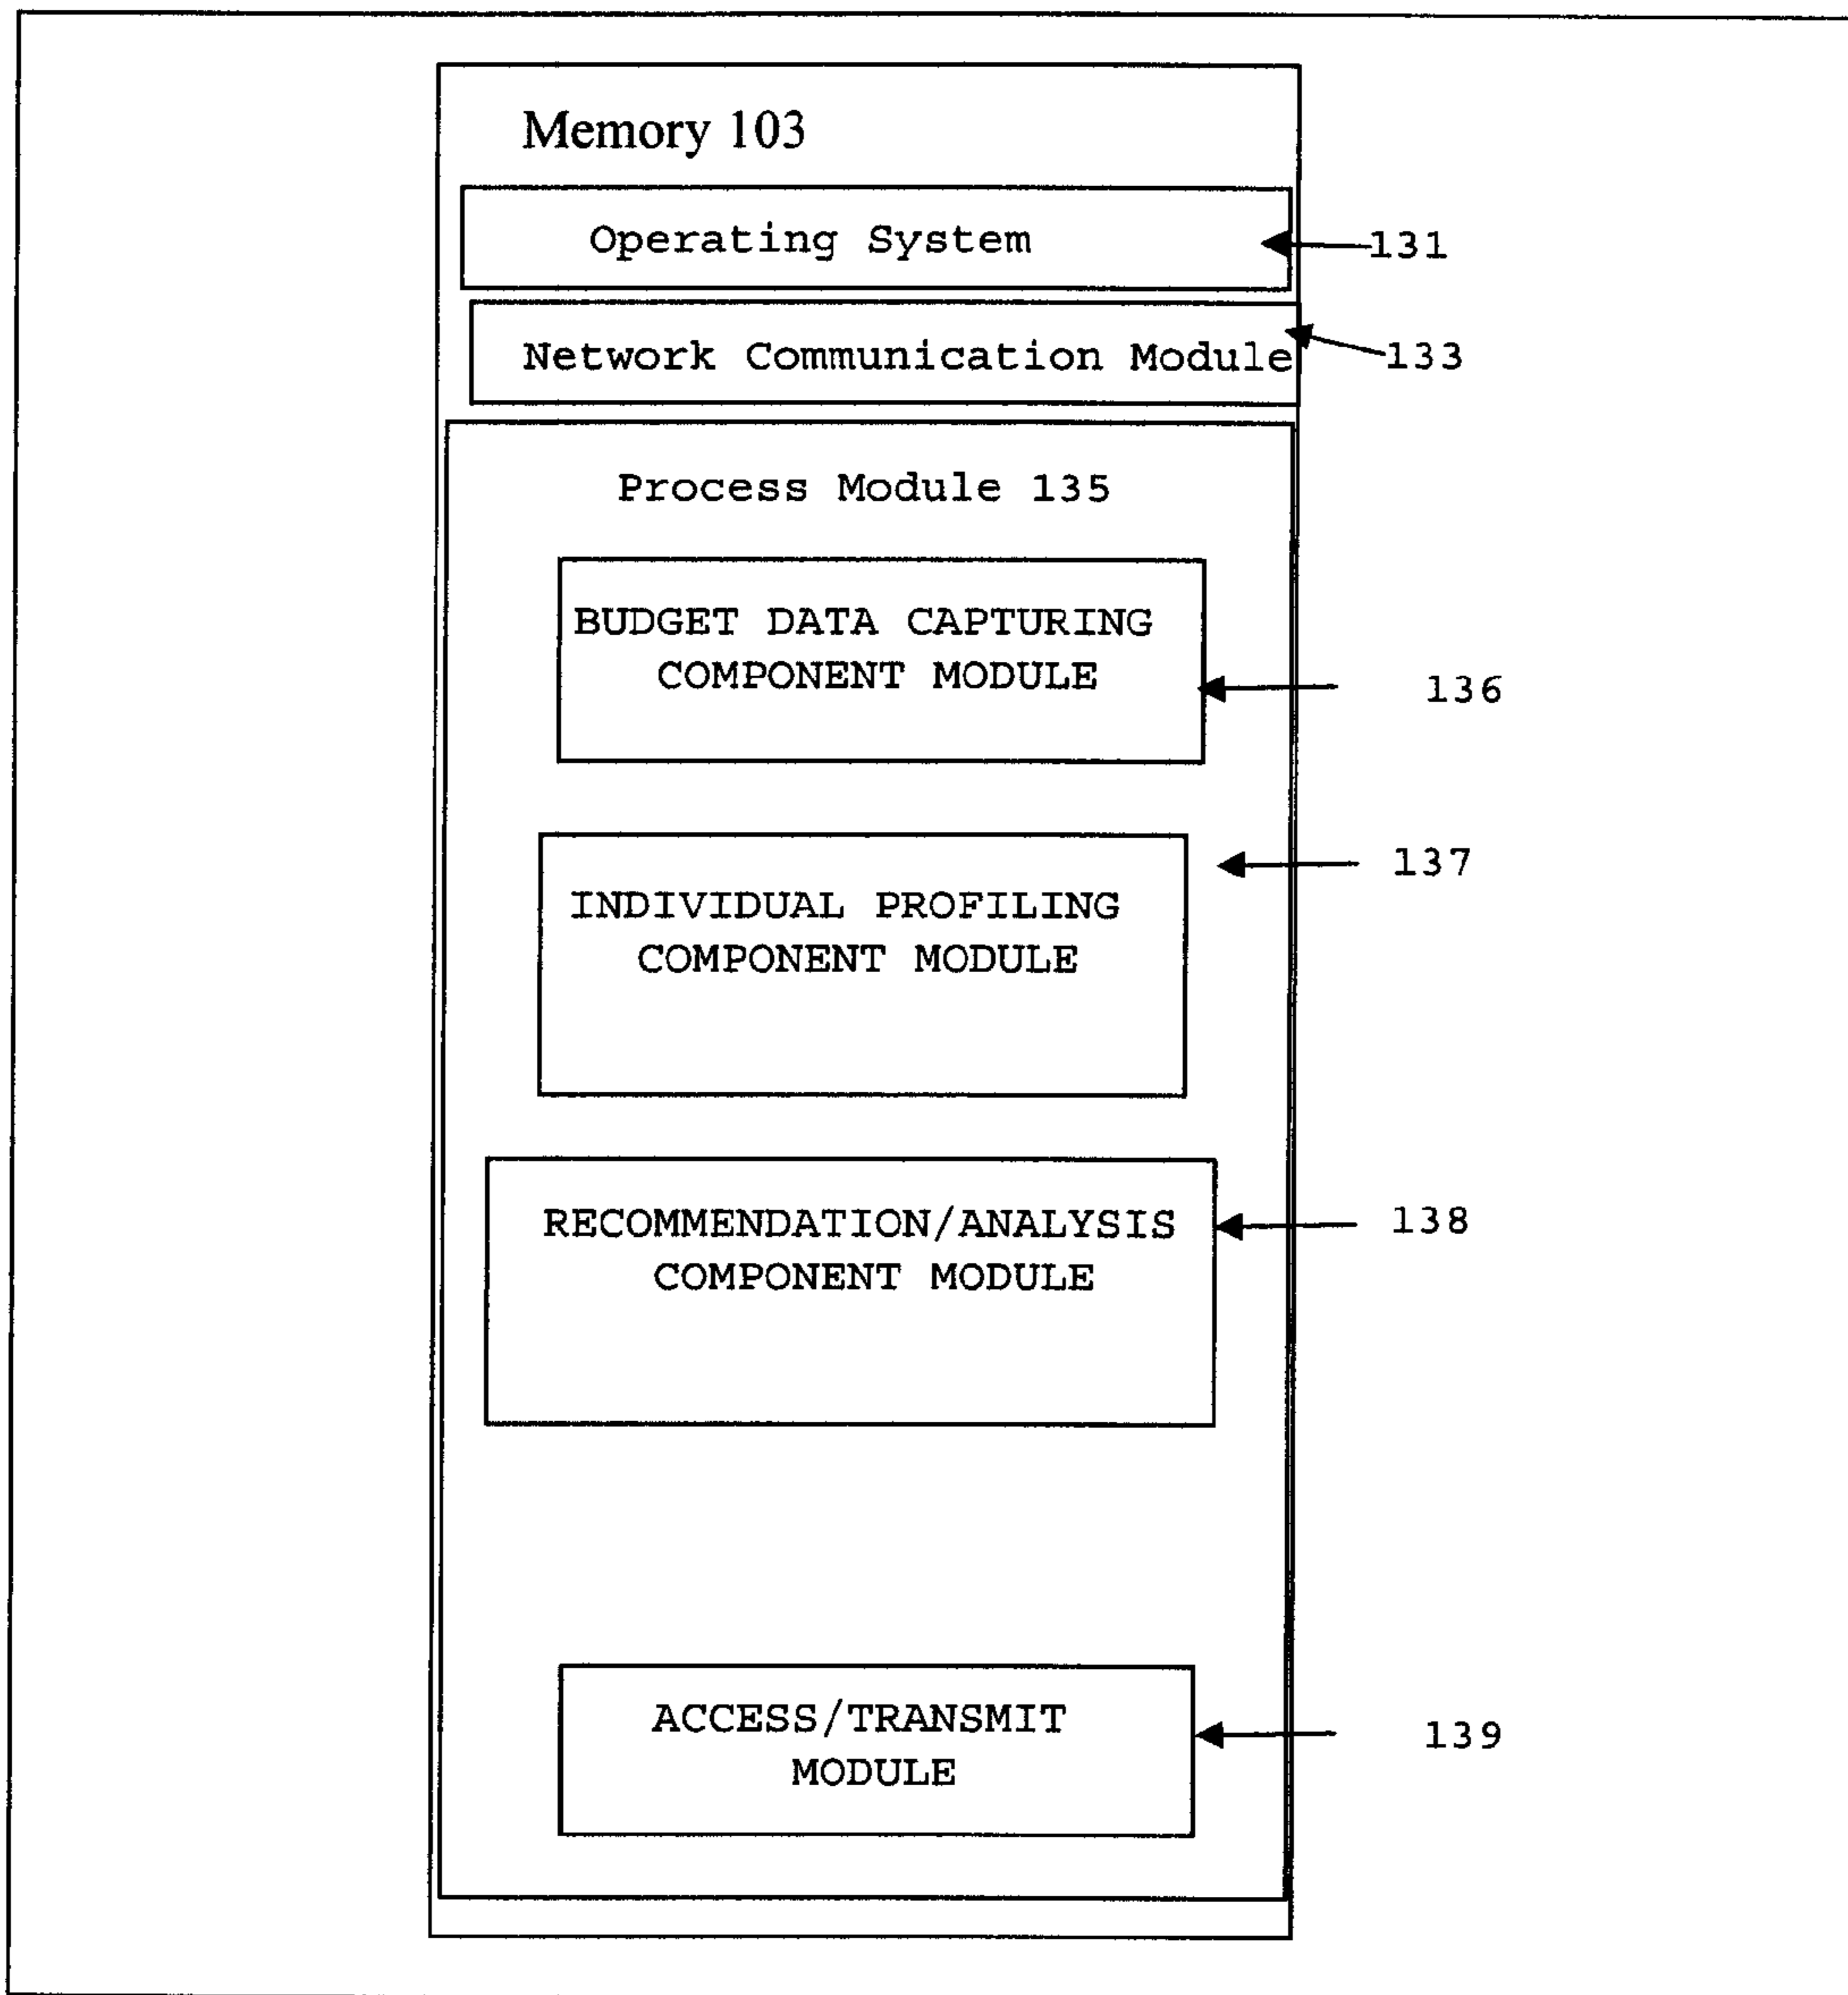 Memory 103
Operating System
131
Network Communication Module
133
Process Module 135
BUDGET DATA CAPTURING
COMPONENT MODULE
136
137
INDIVIDUAL PROFILING
COMPONENT MODULE
RECOMMENDATION/ANALYSIS
COMPONENT MODULE
138
ACCESS/TRANSMIT
MODULE
139